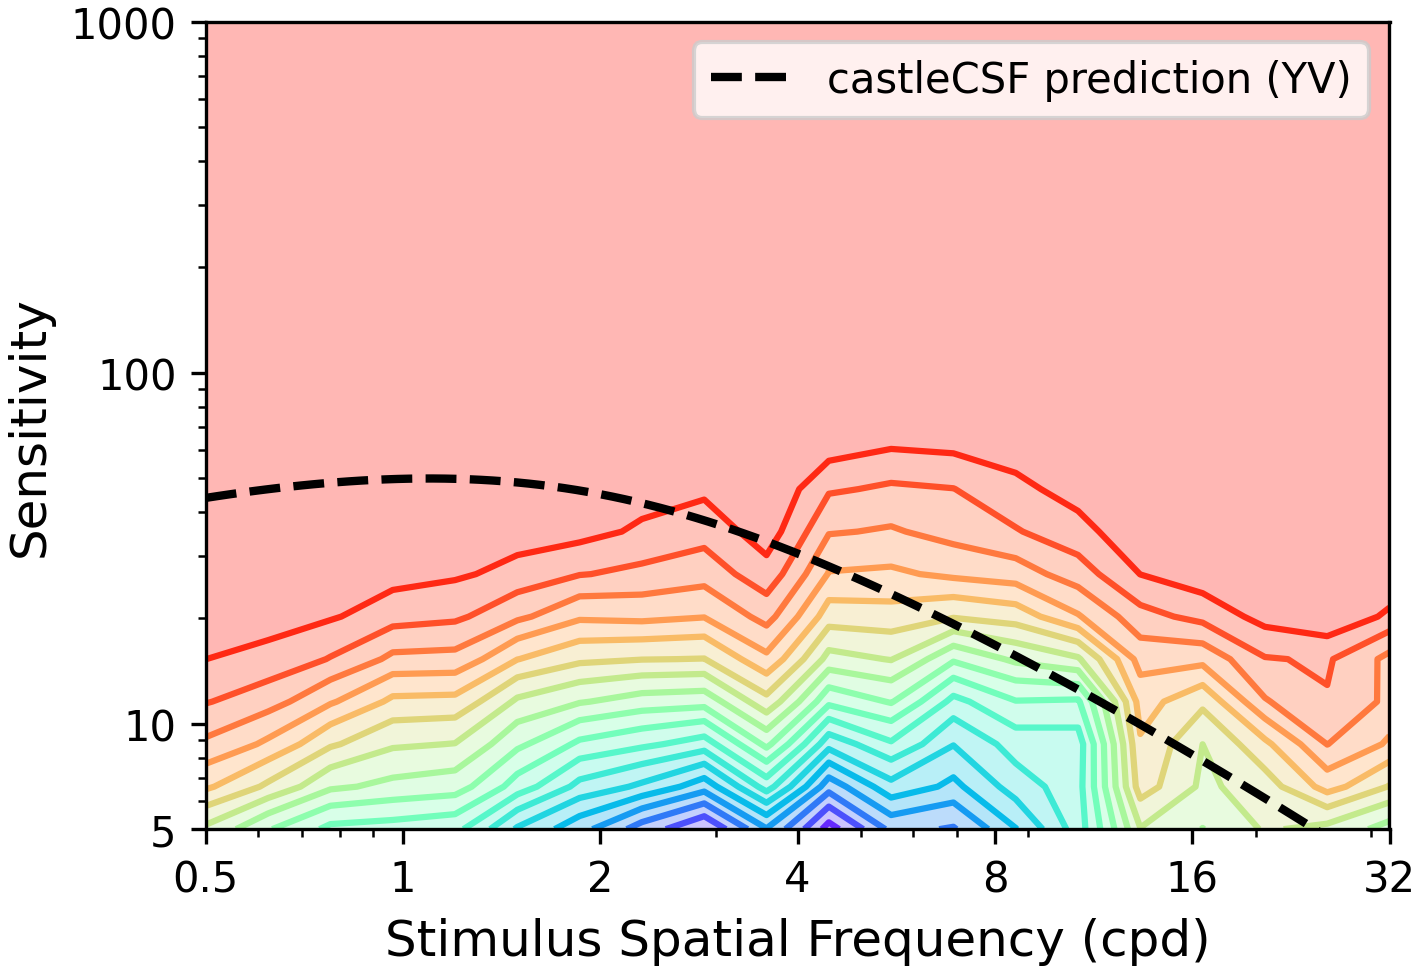 1000
castleCSF prediction (YV)
Sensitivity
100
10
5
0.5 1 2 4 8 16 32
Stimulus Spatial Frequency (cpd)